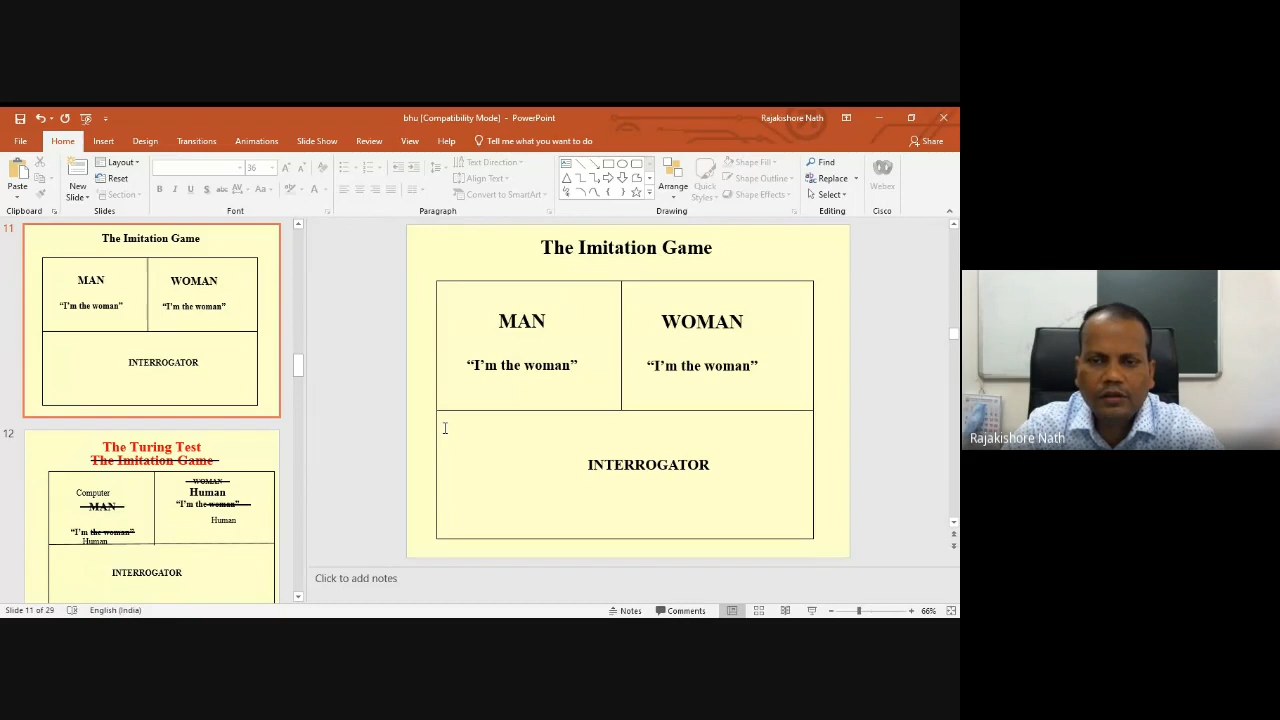 bhu [Compatibility Mode] - PowerPoint
Rajakishore Nath
File Home Insert Design Transitions Animations Slide Show Review View Help Tell me what you want to do Share
Paste
Clipboard
New Slide
Layout
Reset
Section
Slides
36
B I U S abc AV Aa A
Font
Text Direction
Align Text
Convert to SmartArt
Paragraph
Arrange
Quick Styles
Shape Fill
Shape Outline
Shape Effects
Drawing
Find
Replace
Select
Editing
Webex
Cisco
11
The Imitation Game
MAN WOMAN
“I’m the woman” “I’m the woman”
INTERROGATOR
12
The Turing Test
The Imitation Game
Computer
MAN
“I’m the woman”
Human
WOMAN
Human
“I’m the woman”
Human
INTERROGATOR
The Imitation Game
MAN WOMAN
“I’m the woman” “I’m the woman”
INTERROGATOR
Click to add notes
Slide 11 of 29 English (India) Notes Comments 66%
Rajakishore Nath